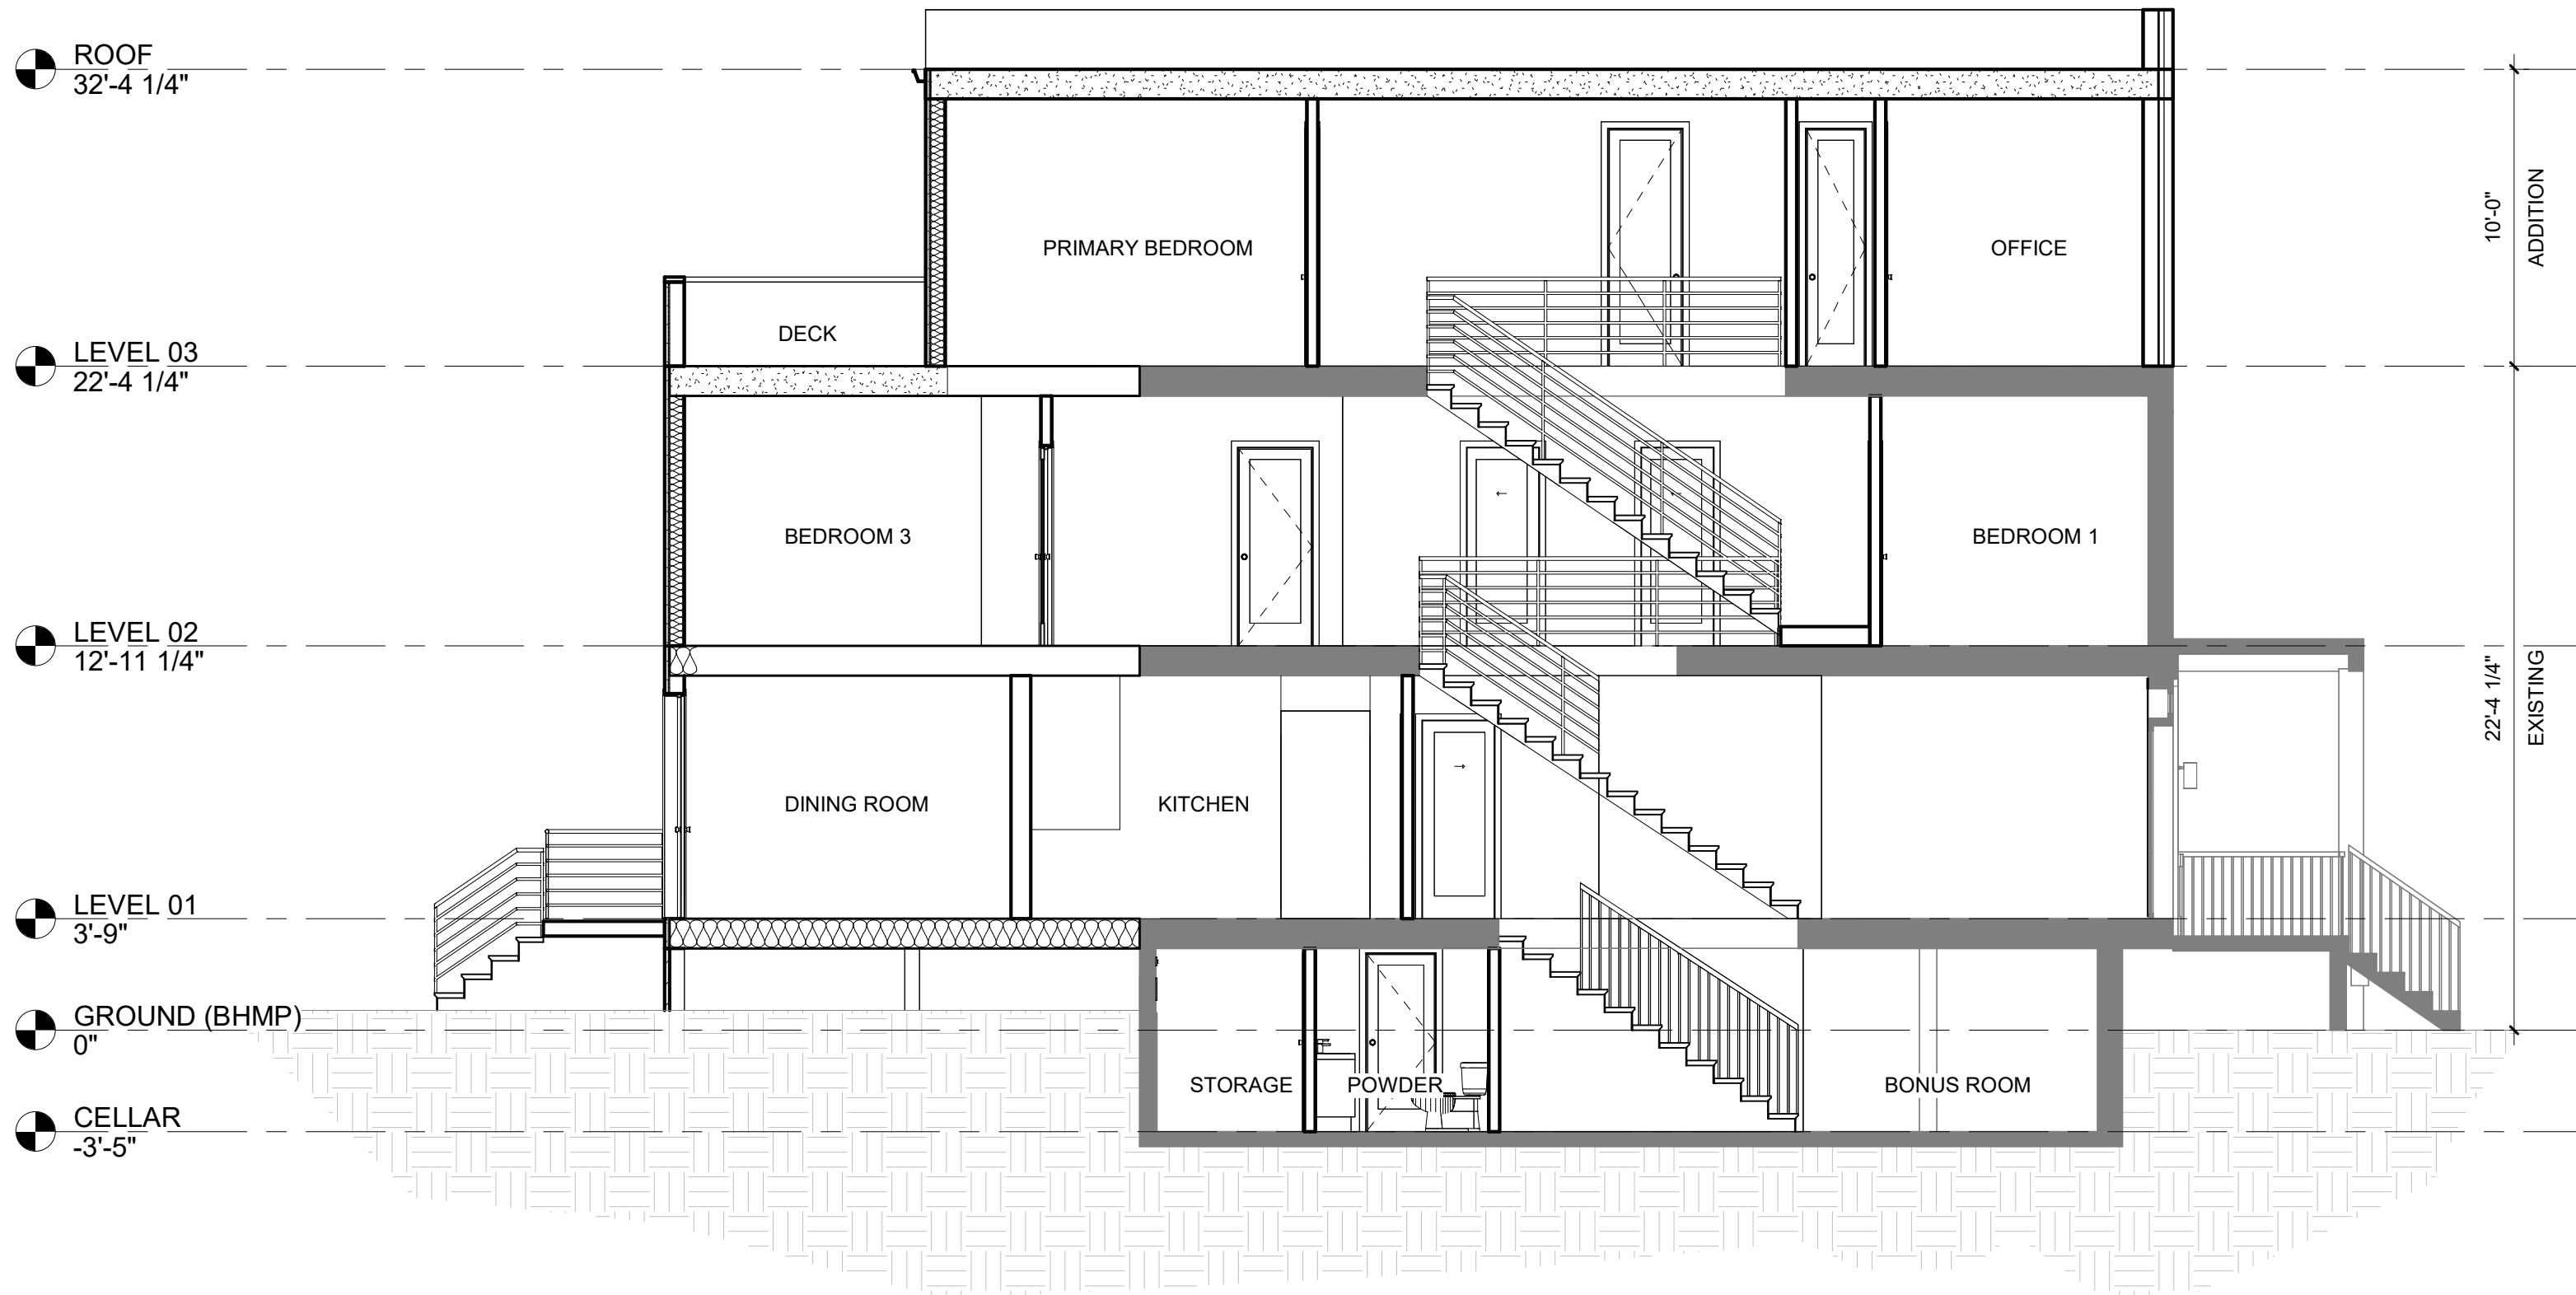 ROOF
32'-4 1/4"
10'-0"
ADDITION
PRIMARY BEDROOM
OFFICE
DECK
LEVEL 03
22'-4 1/4"
BEDROOM 3
BEDROOM 1
LEVEL 02
12'-11 1/4"
22'-4 1/4"
EXISTING
DINING ROOM
KITCHEN
LEVEL 01
3'-9"
GROUND (BHMP)
0"
STORAGE
POWDER
BONUS ROOM
CELLAR
-3'-5"